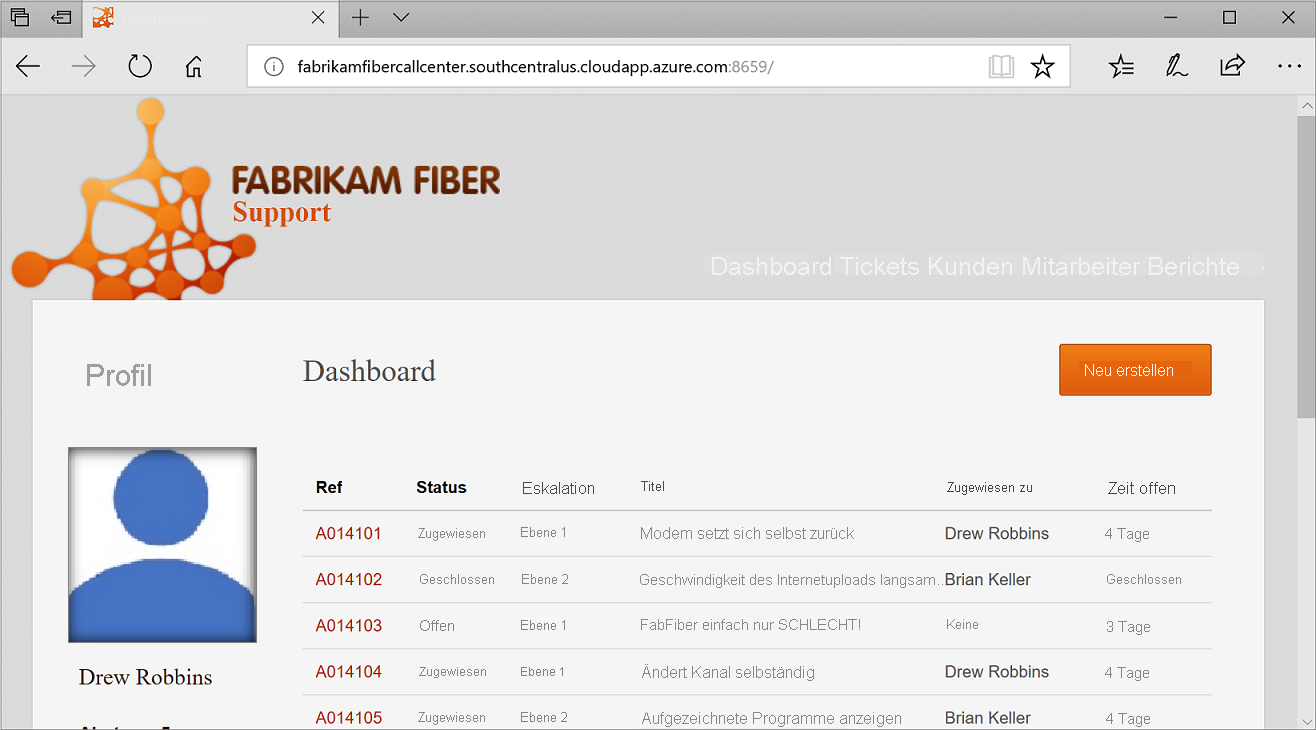 Homepage
fabrikamfibercallcenter.southcentralus.cloudapp.azure.com:8659/
FABRIKAM FIBER
Support
Dashboard Tickets Kunden Mitarbeiter Berichte
Profil
Dashboard
Neu erstellen
Ref Status Eskalation Titel Zugewiesen zu Zeit offen
A014101 Zugewiesen Ebene 1 Modem setzt sich selbst zurück Drew Robbins 4 Tage
A014102 Geschlossen Ebene 2 Geschwindigkeit des Internetuploads langsam.. Brian Keller Geschlossen
A014103 Offen Ebene 1 FabFiber einfach nur SCHLECHT! Keine 3 Tage
A014104 Zugewiesen Ebene 1 Ändert Kanal selbständig Drew Robbins 4 Tage
Drew Robbins
A014105 Zugewiesen Ebene 2 Aufgezeichnete Programme anzeigen Brian Keller 4 Tage